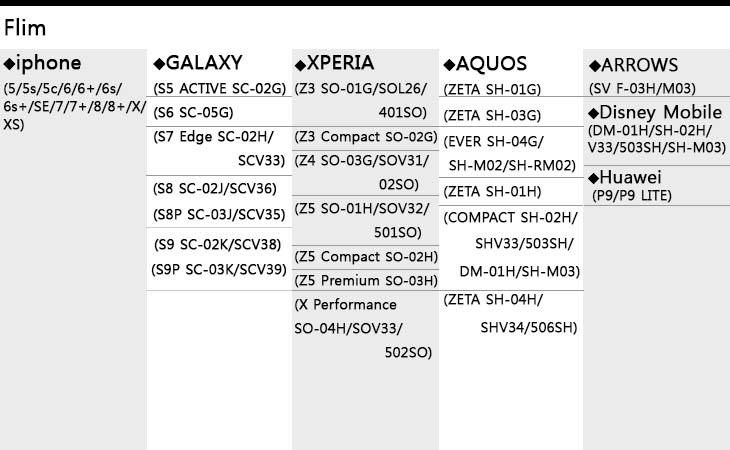 Flim
◆iphone
(5/5s/5c/6/6+/6s/
6s+/SE/7/7+/8/8+/X/
XS)
◆GALAXY
(S5 ACTIVE SC-02G)
(S6 SC-05G)
(S7 Edge SC-02H/
SCV33)
(S8 SC-02J/SCV36)
(S8P SC-03J/SCV35)
(S9 SC-02K/SCV38)
(S9P SC-03K/SCV39)
◆XPERIA
(Z3 SO-01G/SOL26/
401SO)
(Z3 Compact SO-02G)
(Z4 SO-03G/SOV31/
02SO)
(Z5 SO-01H/SOV32/
501SO)
(Z5 Compact SO-02H)
(Z5 Premium SO-03H)
(X Performance
SO-04H/SOV33/
502SO)
◆AQUOS
(ZETA SH-01G)
(ZETA SH-03G)
(EVER SH-04G/
SH-M02/SH-RM02)
(ZETA SH-01H)
(COMPACT SH-02H/
SHV33/503SH/
DM-01H/SH-M03)
(ZETA SH-04H/
SHV34/506SH)
◆ARROWS
(SV F-03H/M03)
◆Disney Mobile
(DM-01H/SH-02H/
V33/503SH/SH-M03)
◆Huawei
(P9/P9 LITE)